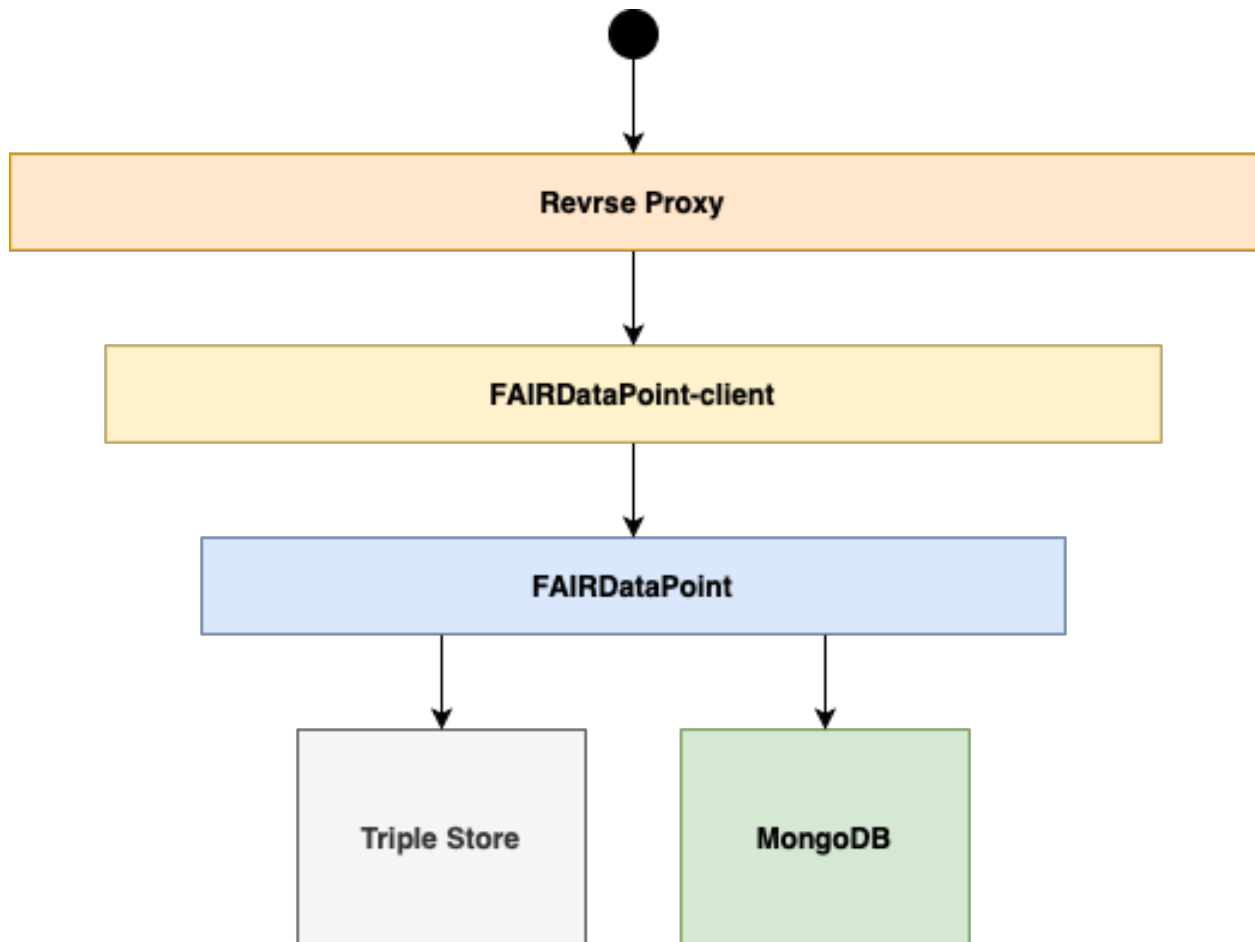 Revrse Proxy
FAIRDataPoint-client
FAIRDataPoint
Triple Store
MongoDB